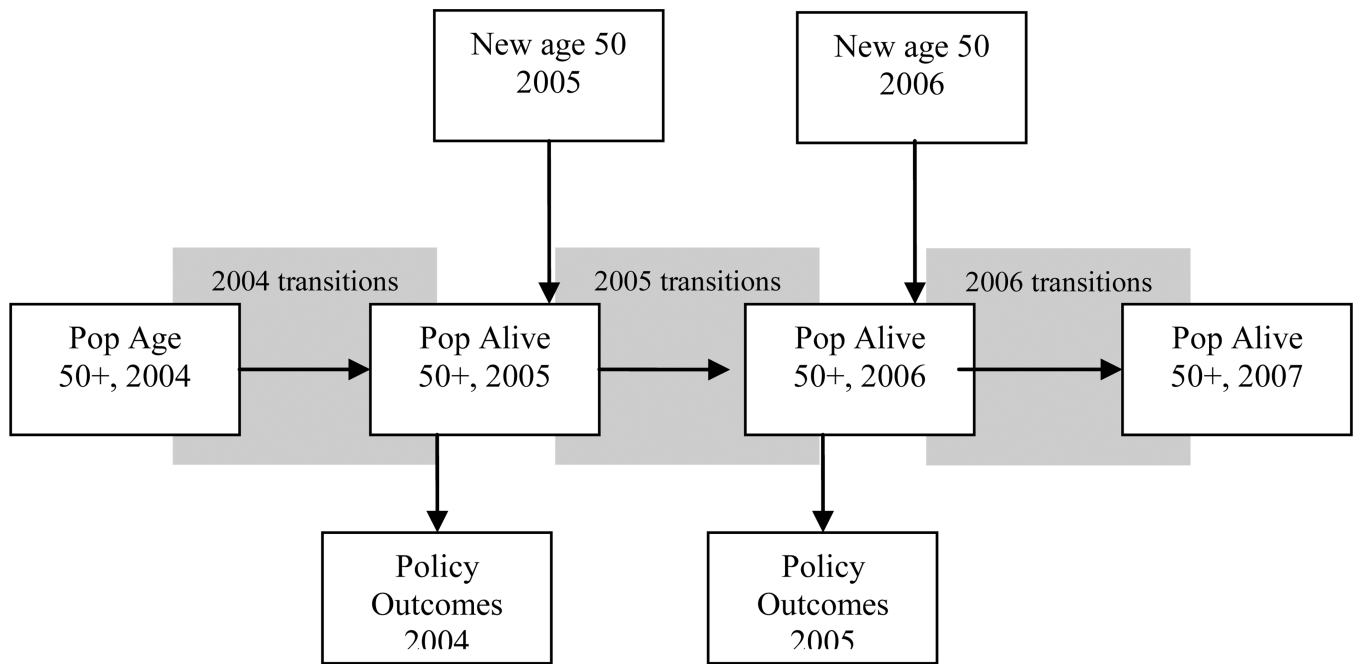 New age 50
2005
New age 50
2006
2004 transitions
2005 transitions
2006 transitions
Pop Age
50+, 2004
Pop Alive
50+, 2005
Pop Alive
50+, 2006
Pop Alive
50+, 2007
Policy
Outcomes
2004
Policy
Outcomes
2005